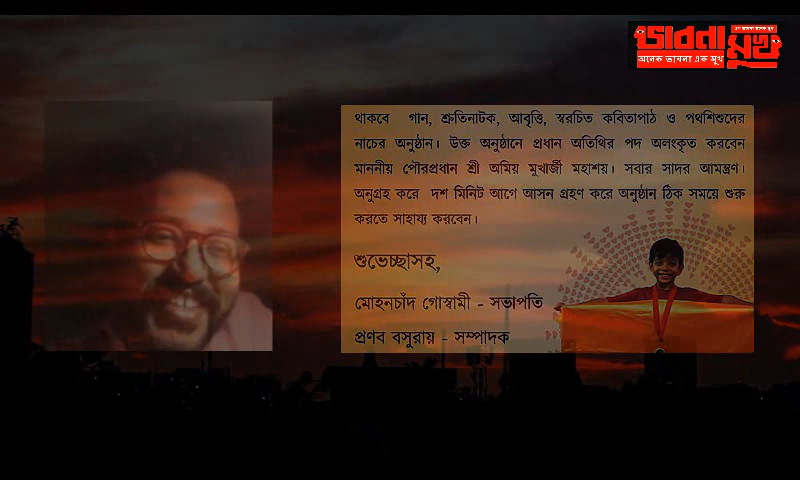 ভাবনা
মুখ
অনেক ভাবনা এক মুখ
থাকবে গান, শ্রুতিনাটক, আবৃত্তি, স্বরচিত কবিতাপাঠ ও পথশিশুদের
নাচের অনুষ্ঠান। উক্ত অনুষ্ঠানে প্রধান অতিথির পদ অলংকৃত করবেন
মাননীয় পৌরপ্রধান শ্রী অমিয় মুখার্জী মহাশয়। সবার সাদর আমন্ত্রণ।
অনুগ্রহ করে দশ মিনিট আগে আসন গ্রহণ করে অনুষ্ঠান ঠিক সময়ে শুরু
করতে সাহায্য করবেন।
শুভেচ্ছাসহ,
মোহনচাঁদ গোস্বামী - সভাপতি
প্রণব বসুরায় - সম্পাদক